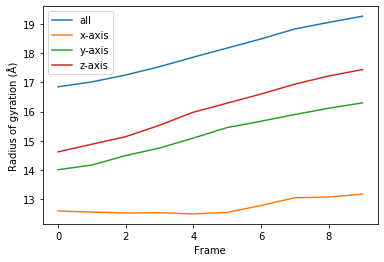 all
x-axis
y-axis
z-axis
19
18
17
16
15
14
13
Radius of gyration (Å)
0
2
4
6
8
Frame